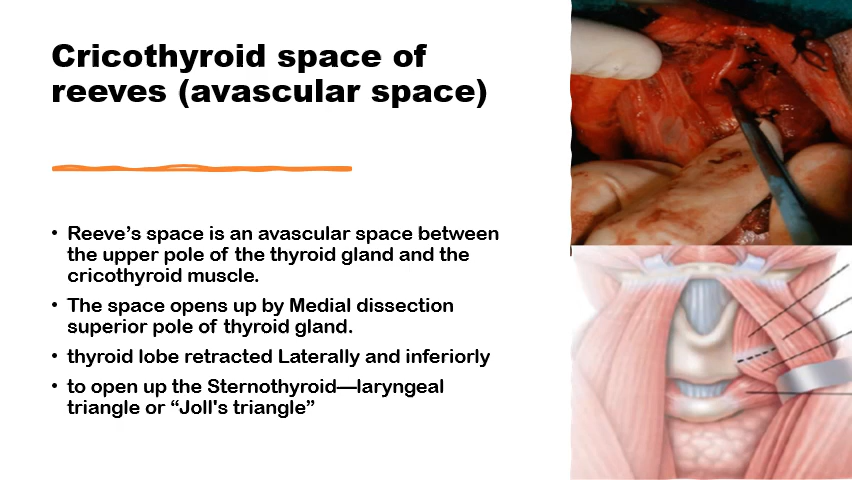 Cricothyroid space of
reeves (avascular space)
• Reeve’s space is an avascular space between
the upper pole of the thyroid gland and the
cricothyroid muscle.
• The space opens up by Medial dissection
superior pole of thyroid gland.
• thyroid lobe retracted Laterally and inferiorly
• to open up the Sternothyroid—laryngeal
triangle or “Joll's triangle”